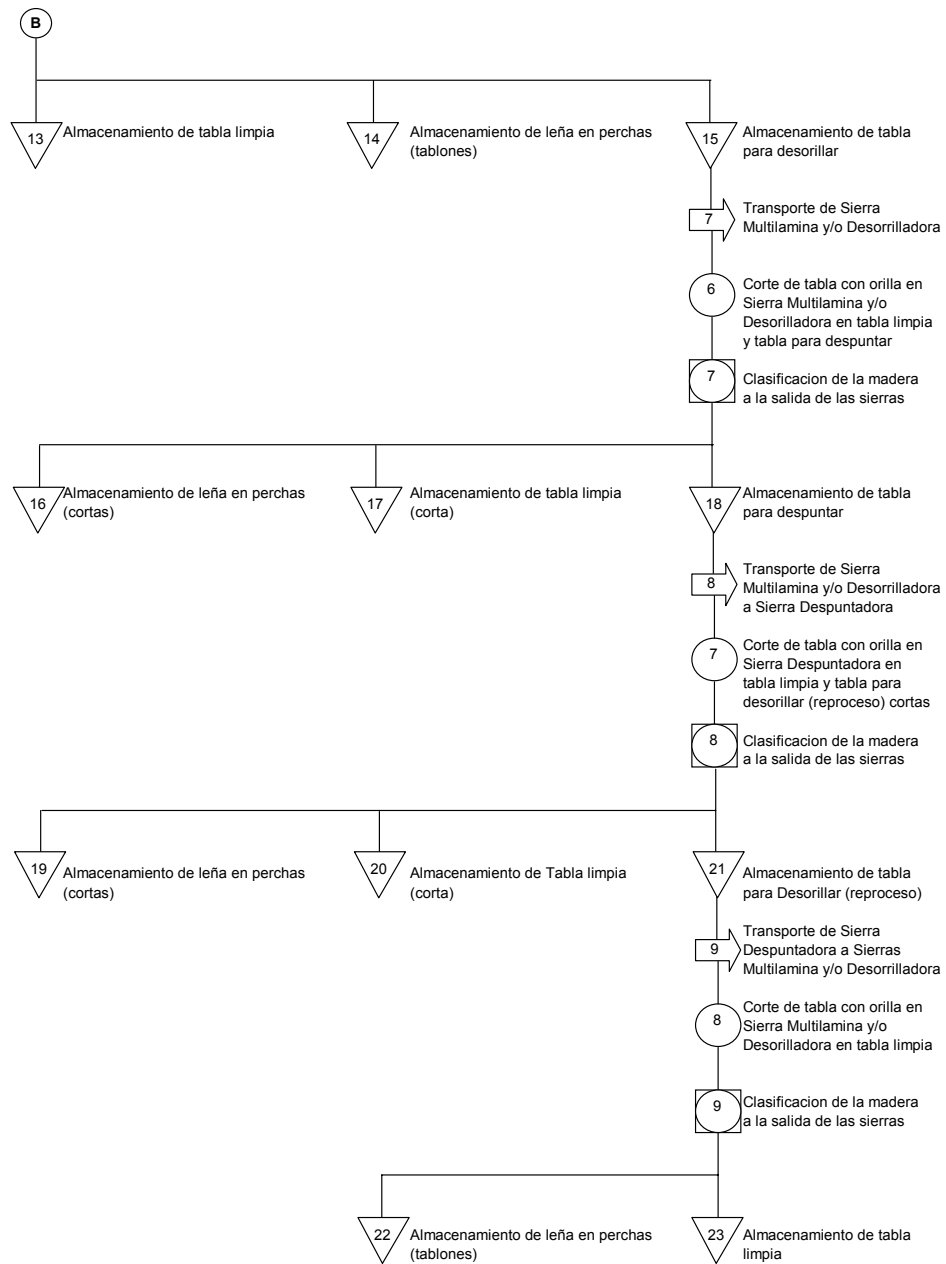 B
13
Almacenamiento de tabla limpia
14
Almacenamiento de leña en perchas
(tablones)
15
Almacenamiento de tabla
para desorillar
7
Transporte de Sierra
Multilamina y/o Desorrilladora
6
Corte de tabla con orilla en
Sierra Multilamina y/o
Desorilladora en tabla limpia
y tabla para despuntar
7
Clasificacion de la madera
a la salida de las sierras
16
Almacenamiento de leña en perchas
(cortas)
17
Almacenamiento de tabla limpia
(corta)
18
Almacenamiento de tabla
para despuntar
8
Transporte de Sierra
Multilamina y/o Desorrilladora
a Sierra Despuntadora
7
Corte de tabla con orilla en
Sierra Despuntadora en
tabla limpia y tabla para
desorillar (reproceso) cortas
8
Clasificacion de la madera
a la salida de las sierras
19
Almacenamiento de leña en perchas
(cortas)
20
Almacenamiento de Tabla limpia
(corta)
21
Almacenamiento de tabla
para Desorillar (reproceso)
9
Transporte de Sierra
Despuntadora a Sierras
Multilamina y/o Desorrilladora
8
Corte de tabla con orilla en
Sierra Multilamina y/o
Desorilladora en tabla limpia
9
Clasificacion de la madera
a la salida de las sierras
22
Almacenamiento de leña en perchas
(tablones)
23
Almacenamiento de tabla
limpia